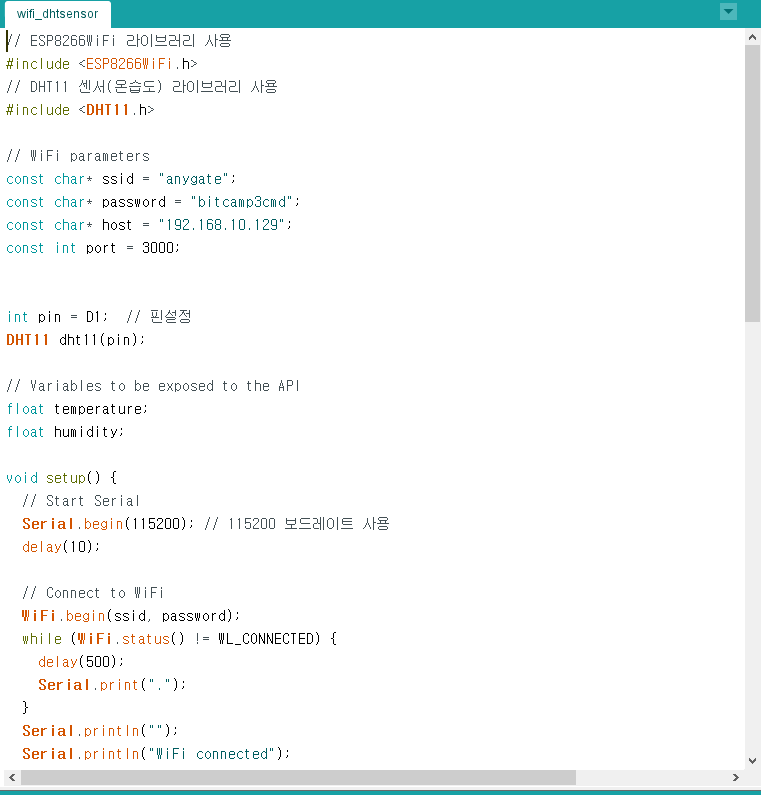 wifi_dhtsensor
// ESP8266WiFi 라이브러리 사용
#include <ESP8266WiFi.h>
// DHT11 센서(온습도) 라이브러리 사용
#include <DHT11.h>
// WiFi parameters
const char* ssid = "anygate";
const char* password = "bitcamp3cmd";
const char* host = "192.168.10.129";
const int port = 3000;
int pin = D1;  // 핀설정
DHT11 dht11(pin);
// Variables to be exposed to the API
float temperature;
float humidity;
void setup() {
  // Start Serial
  Serial.begin(115200); // 115200 보드레이트 사용
  delay(10);
  // Connect to WiFi
  WiFi.begin(ssid, password);
  while (WiFi.status() != WL_CONNECTED) {
    delay(500);
    Serial.print(".");
  }
  Serial.println("");
  Serial.println("WiFi connected");